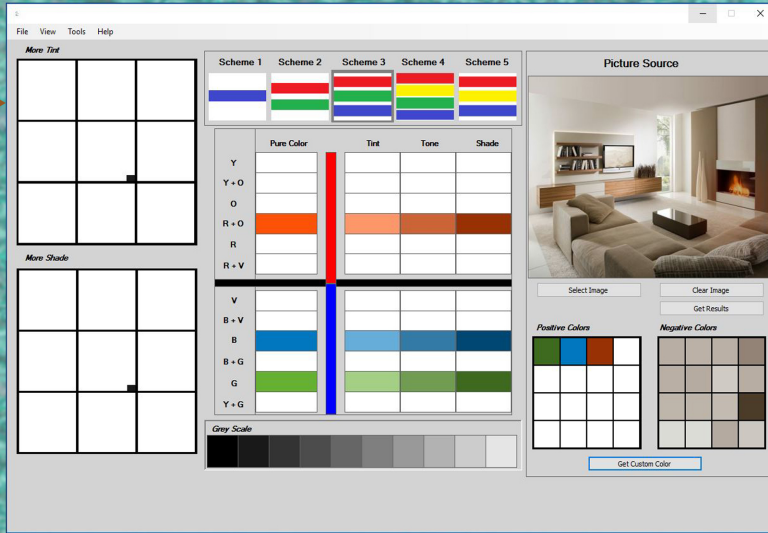 File View Tools Help
More Tint
More Shade
Scheme 1 Scheme 2 Scheme 3 Scheme 4 Scheme 5
Pure Color Tint Tone Shade
Y
Y + O
O
R + O
R
R + V
V
B + V
B
B + G
G
Y + G
Grey Scale
Picture Source
Select Image Clear Image
Get Results
Positive Colors Negative Colors
Get Custom Color